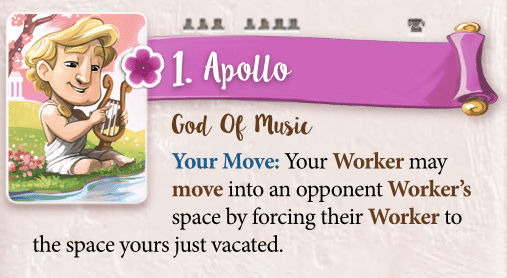 1. Apollo
God Of Music
Your Move: Your Worker may
move into an opponent Worker's
space by forcing their Worker to
the space yours just vacated.